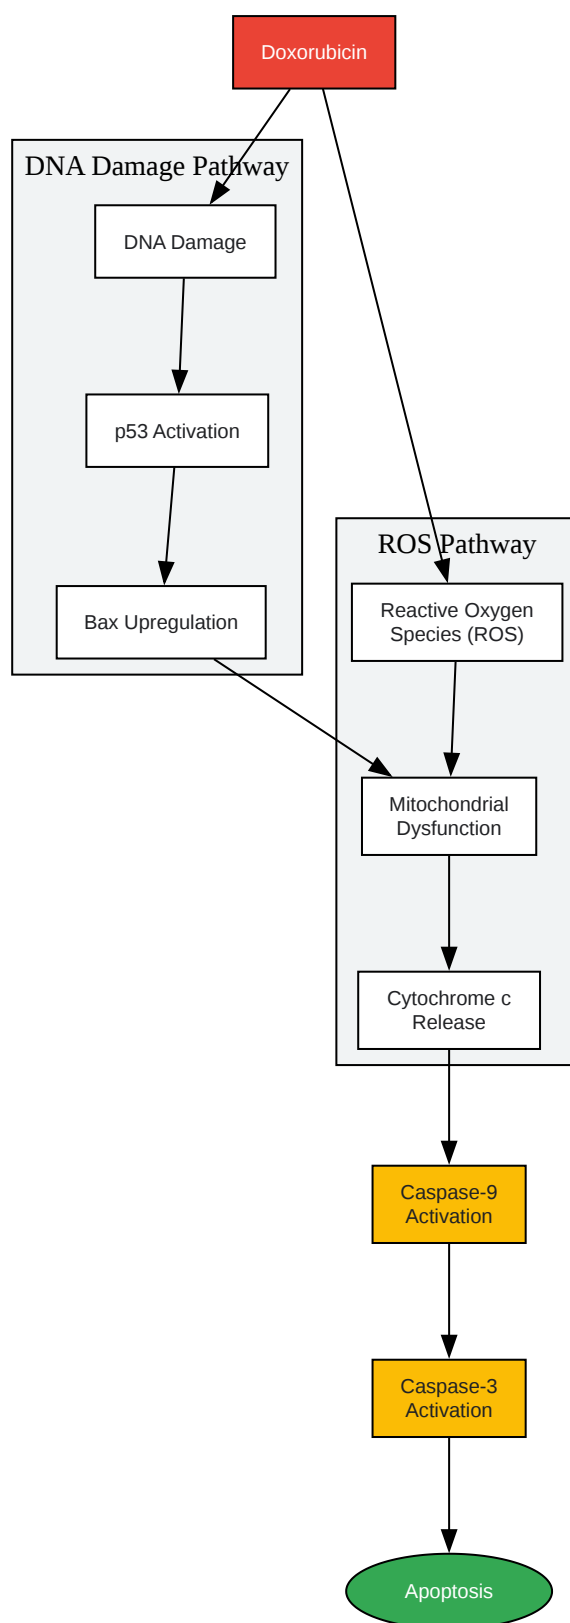 Doxorubicin
DNA Damage Pathway
DNA Damage
p53 Activation
Bax Upregulation
ROS Pathway
Reactive Oxygen
Species (ROS)
Mitochondrial
Dysfunction
Cytochrome c
Release
Caspase-9
Activation
Caspase-3
Activation
Apoptosis